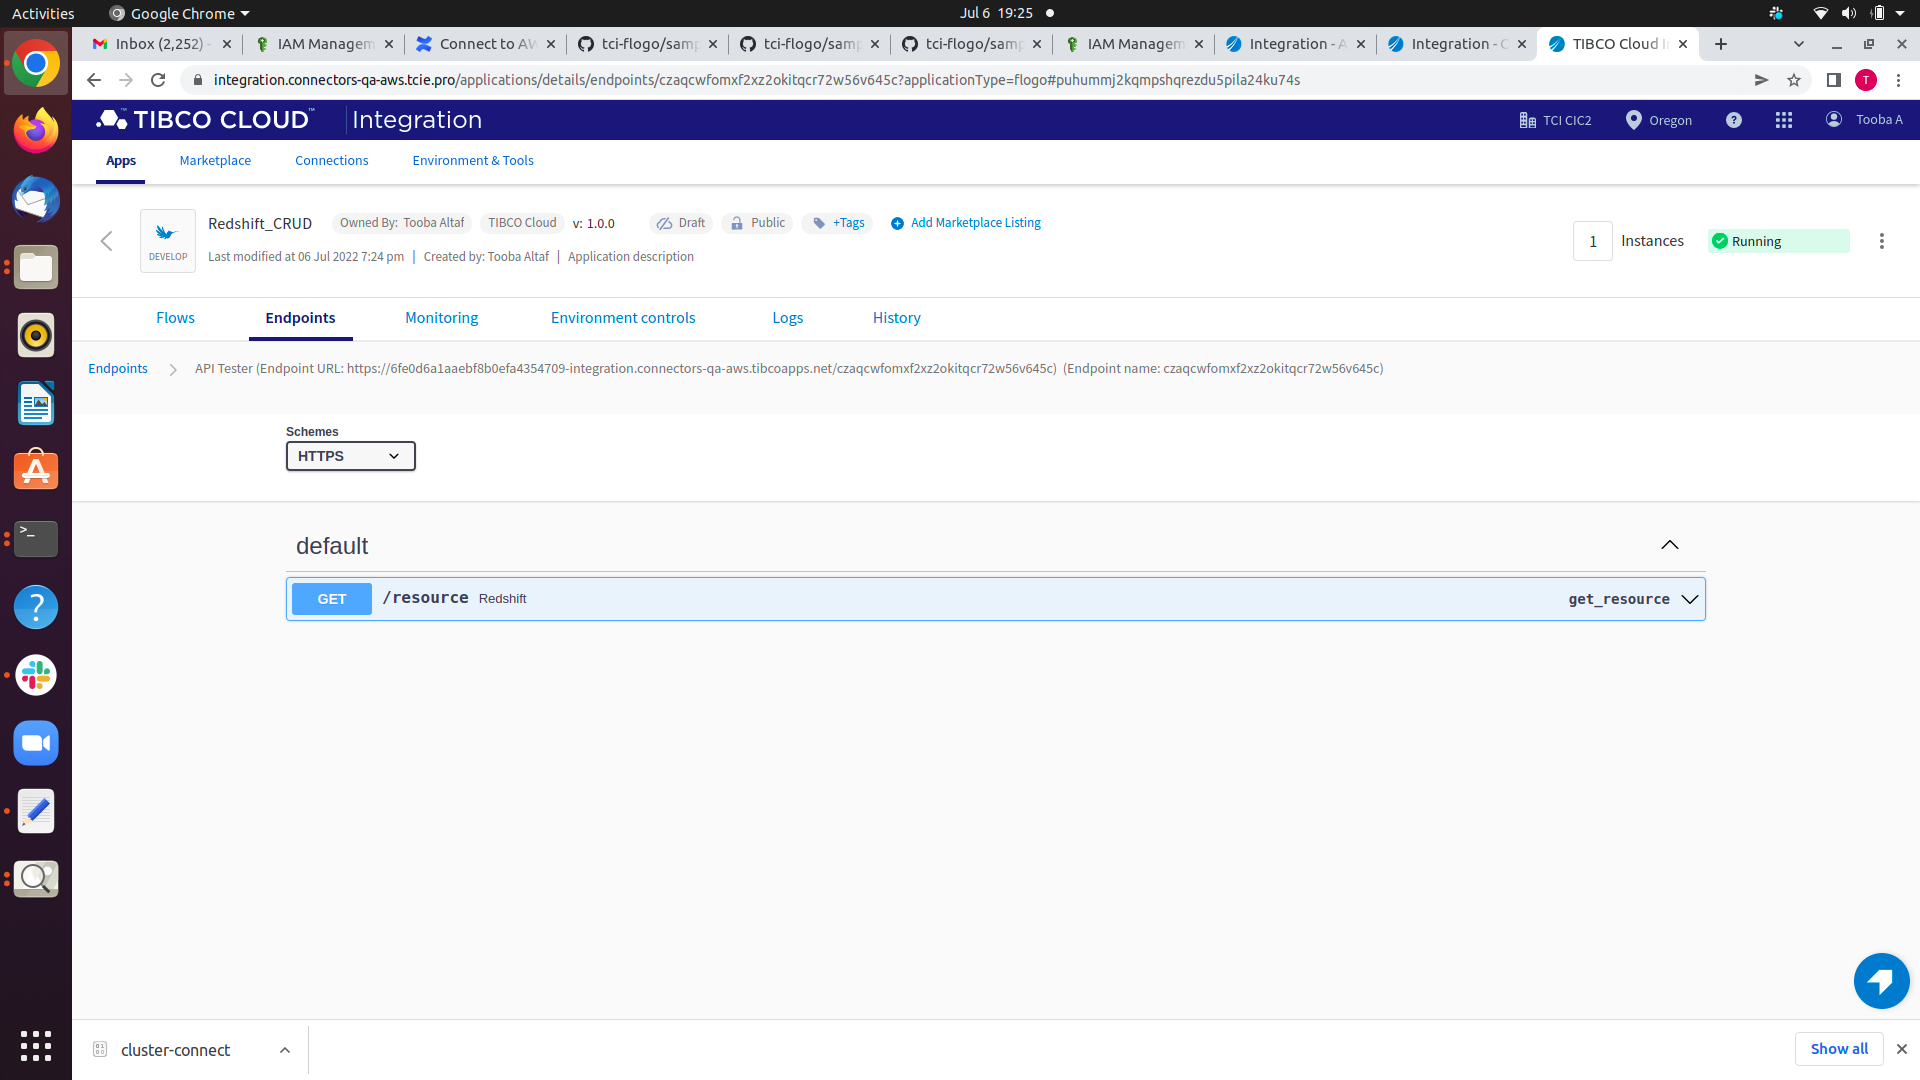 Activities
Google Chrome
Jul 6 19:25
Inbox (2,252) -
IAM Managem
Connect to AW
tci-flogo/samp
tci-flogo/samp
tci-flogo/samp
IAM Managem
Integration - A
Integration - C
TIBCO Cloud In
integration.connectors-qa-aws.tcie.pro/applications/details/endpoints/czaqcwfomxf2xz2okitqcr72w56v645c?applicationType=flogo#puhummj2kqmpshqrezdu5pila24ku74s
T
TIBCO CLOUD™ Integration
TCI CIC2
Oregon
?
Tooba A
Apps
Marketplace
Connections
Environment & Tools
DEVELOP
Redshift_CRUD
Owned By: Tooba Altaf
TIBCO Cloud
v: 1.0.0
Draft
Public
+Tags
Add Marketplace Listing
Last modified at 06 Jul 2022 7:24 pm | Created by: Tooba Altaf | Application description
1
Instances
Running
Flows
Endpoints
Monitoring
Environment controls
Logs
History
Endpoints
API Tester (Endpoint URL: https://6fe0d6a1aaebf8b0efa4354709-integration.connectors-qa-aws.tibcoapps.net/czaqcwfomxf2xz2okitqcr72w56v645c) (Endpoint name: czaqcwfomxf2xz2okitqcr72w56v645c)
Schemes
HTTPS
default
GET
/resource
Redshift
get_resource
cluster-connect
Show all